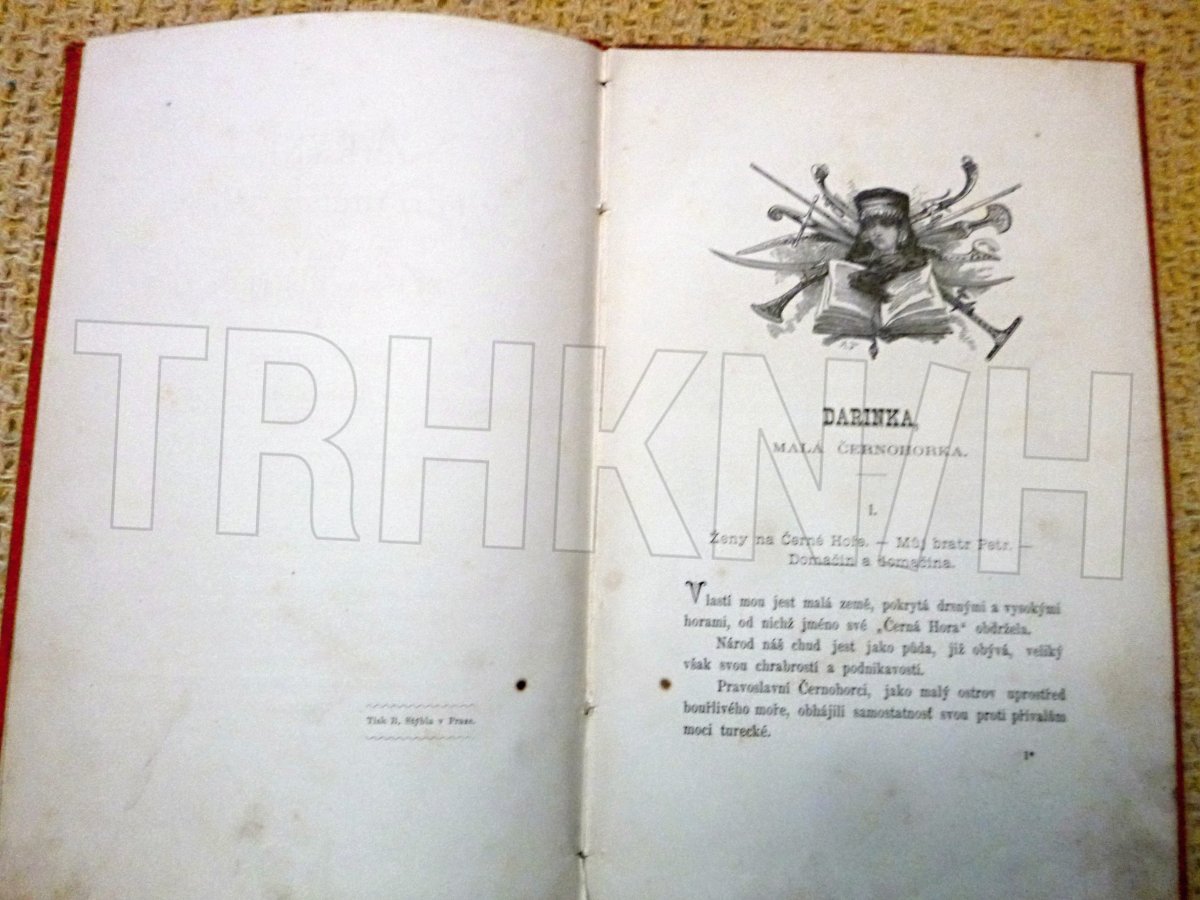 Tisk B. Stýbla v Praze.
DARINKA,
MALÁ ČERNOHORKA.
I.
Ženy na Černé Hoře. — Můj bratr Petr. —
Domačin a domačina.
Vlastí mou jest malá země, pokrytá drsnými a vysokými
horami, od nichž jméno své „Černá Hora“ obdržela.
Národ náš chud jest jako půda, již obývá, veliký
však svou chrabrostí a podnikavostí.
Pravoslavní Černohorci, jako malý ostrov uprostřed
bouřlivého moře, obhájili samostatnosť svou proti přívalům
moci turecké.
1*
TRHKNIH